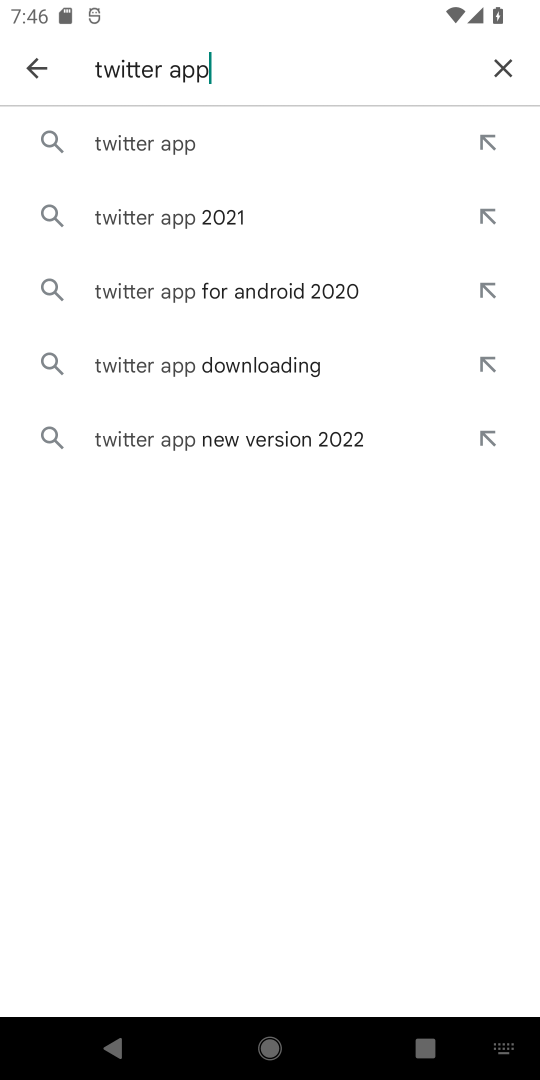 7:46
twitter app
twitter app
twitter app 2021
twitter app for android 2020
twitter app downloading
twitter app new version 2022